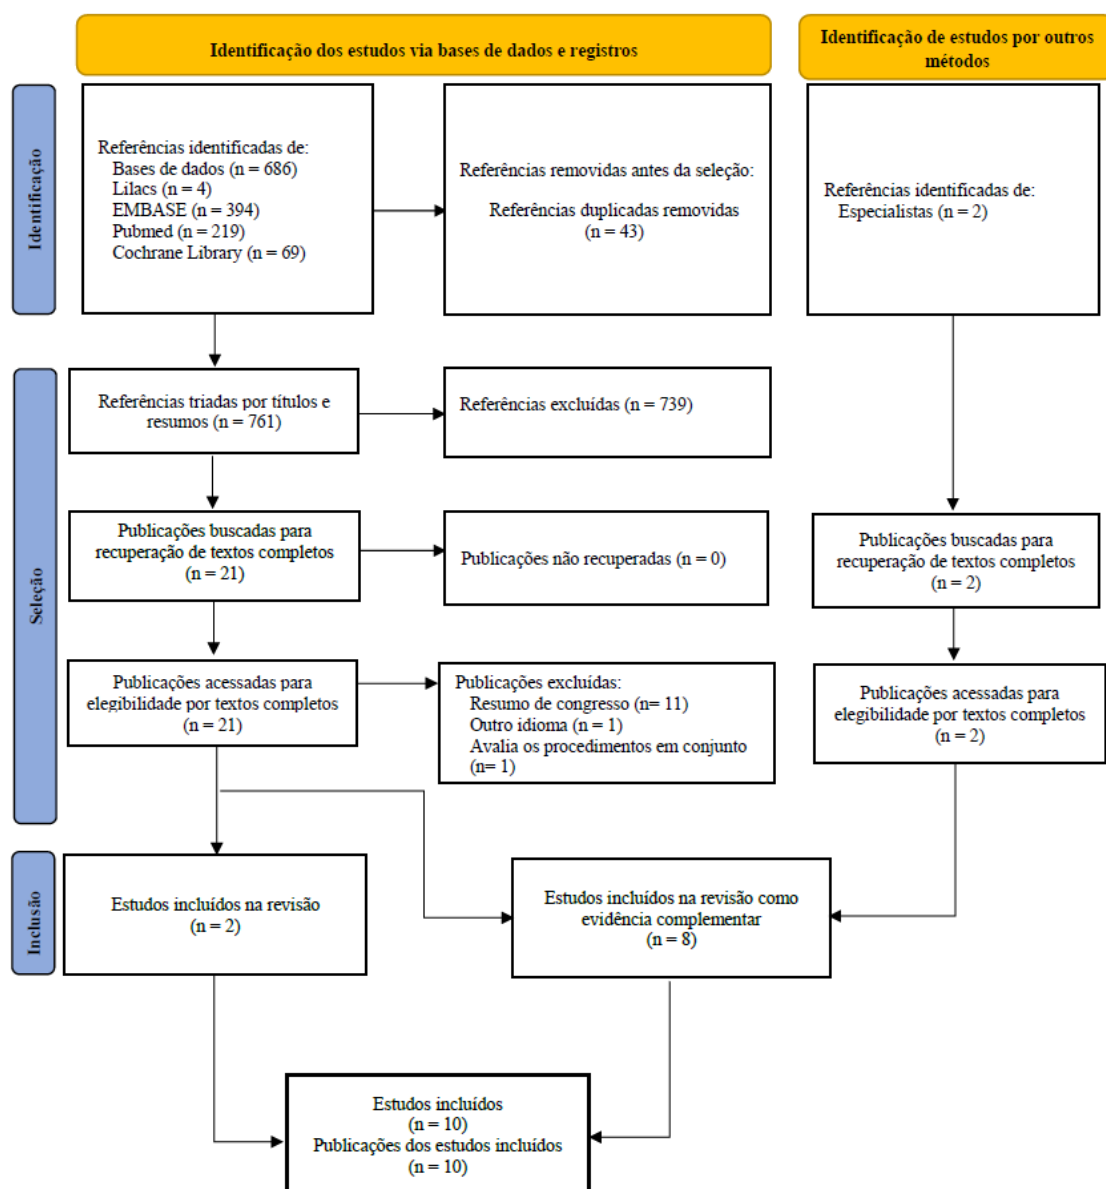 Identificação dos estudos via bases de dados e registros
Identificação de estudos por outros
métodos
Identificação
Referências identificadas de:
Bases de dados (n = 686)
Lilacs (n = 4)
EMBASE (n = 394)
Pubmed (n = 219)
Cochrane Library (n = 69)
Referências removidas antes da seleção:
Referências duplicadas removidas
(n = 43)
Referências identificadas de:
Especialistas (n = 2)
Seleção
Referências triadas por títulos e
resumos (n = 761)
Referências excluídas (n = 739)
Publicações buscadas para
recuperação de textos completos
(n = 21)
Publicações não recuperadas (n = 0)
Publicações buscadas para
recuperação de textos completos
(n = 2)
Publicações acessadas para
elegibilidade por textos completos
(n = 21)
Publicações excluídas:
Resumo de congresso (n= 11)
Outro idioma (n = 1)
Avalia os procedimentos em conjunto
(n= 1)
Publicações acessadas para
elegibilidade por textos completos
(n = 2)
Inclusão
Estudos incluídos na revisão
(n = 2)
Estudos incluídos na revisão como
evidência complementar
(n = 8)
Estudos incluídos
(n = 10)
Publicações dos estudos incluídos
(n = 10)